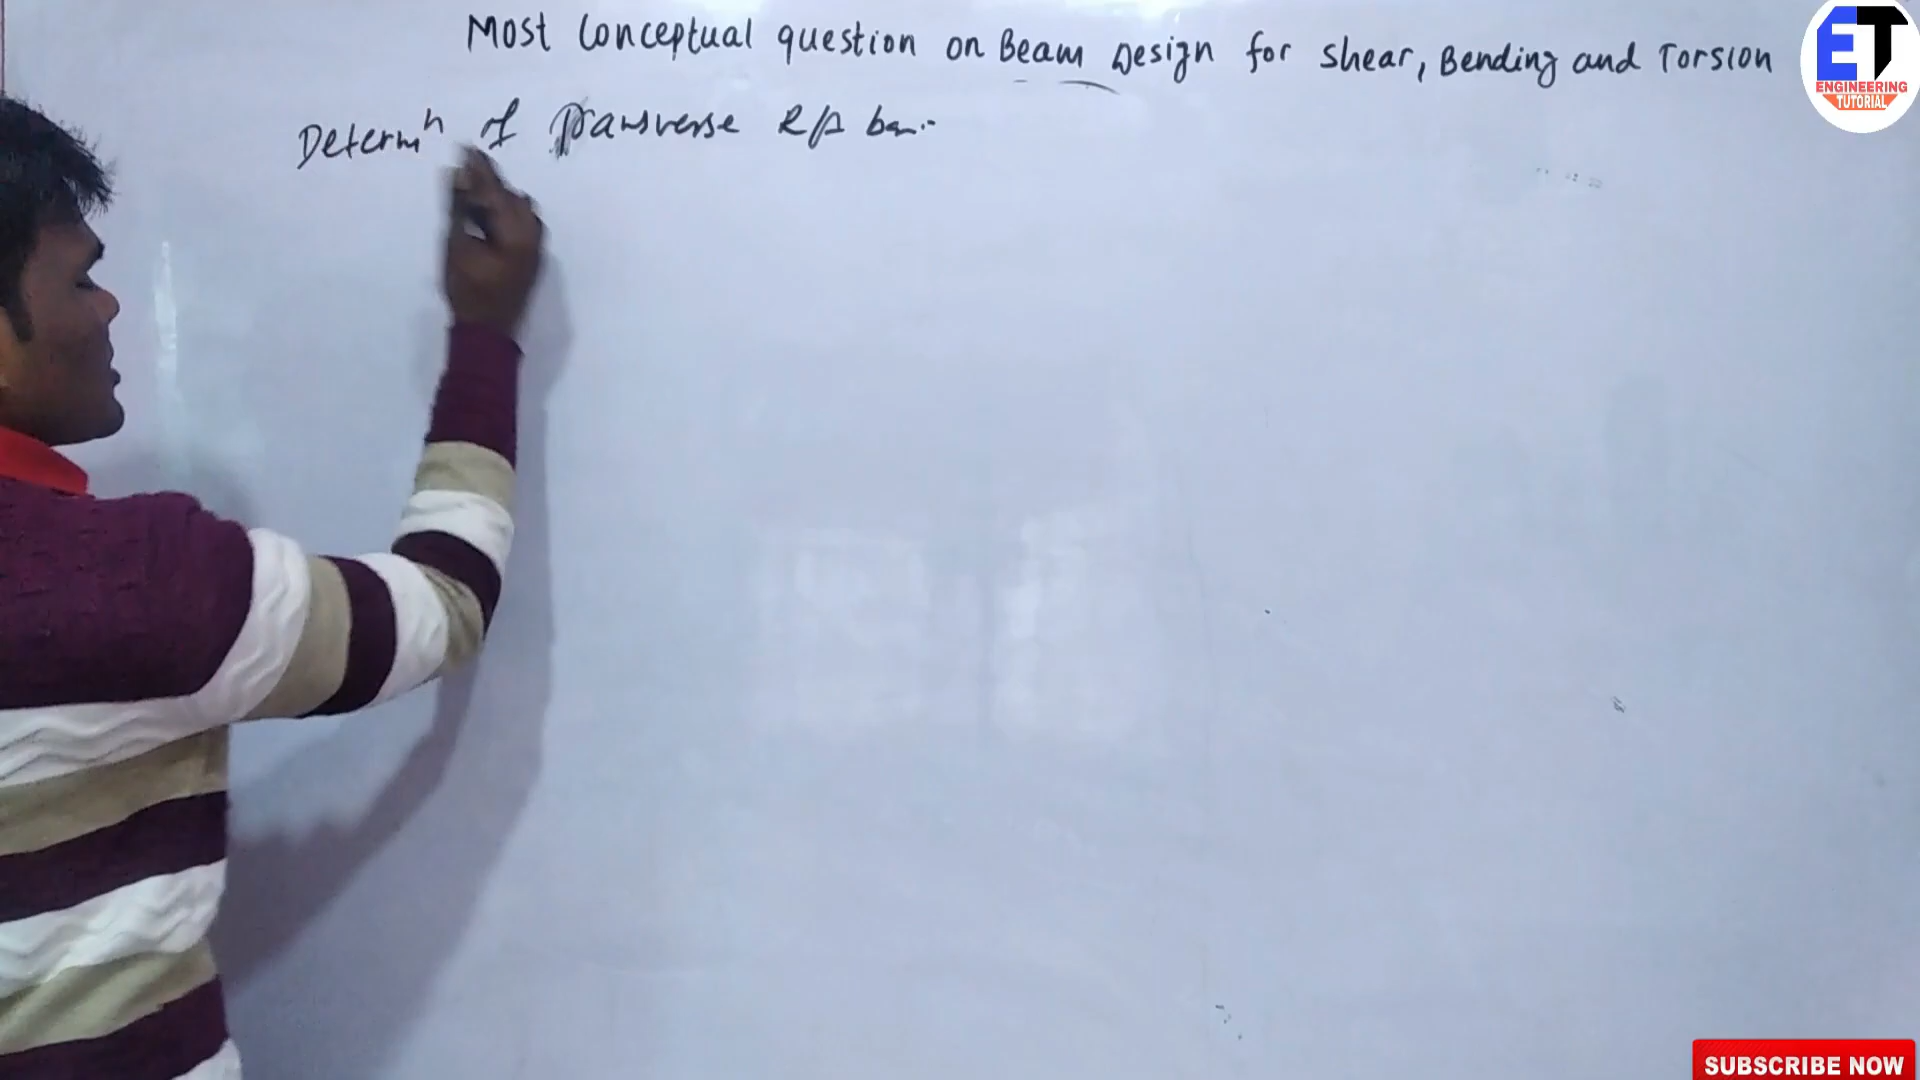 Most Conceptual question on Beam Design for Shear, Bending and Torsion
Determⁿ of Transverse R/f
ET
ENGINEERING
TUTORIAL
SUBSCRIBE NOW